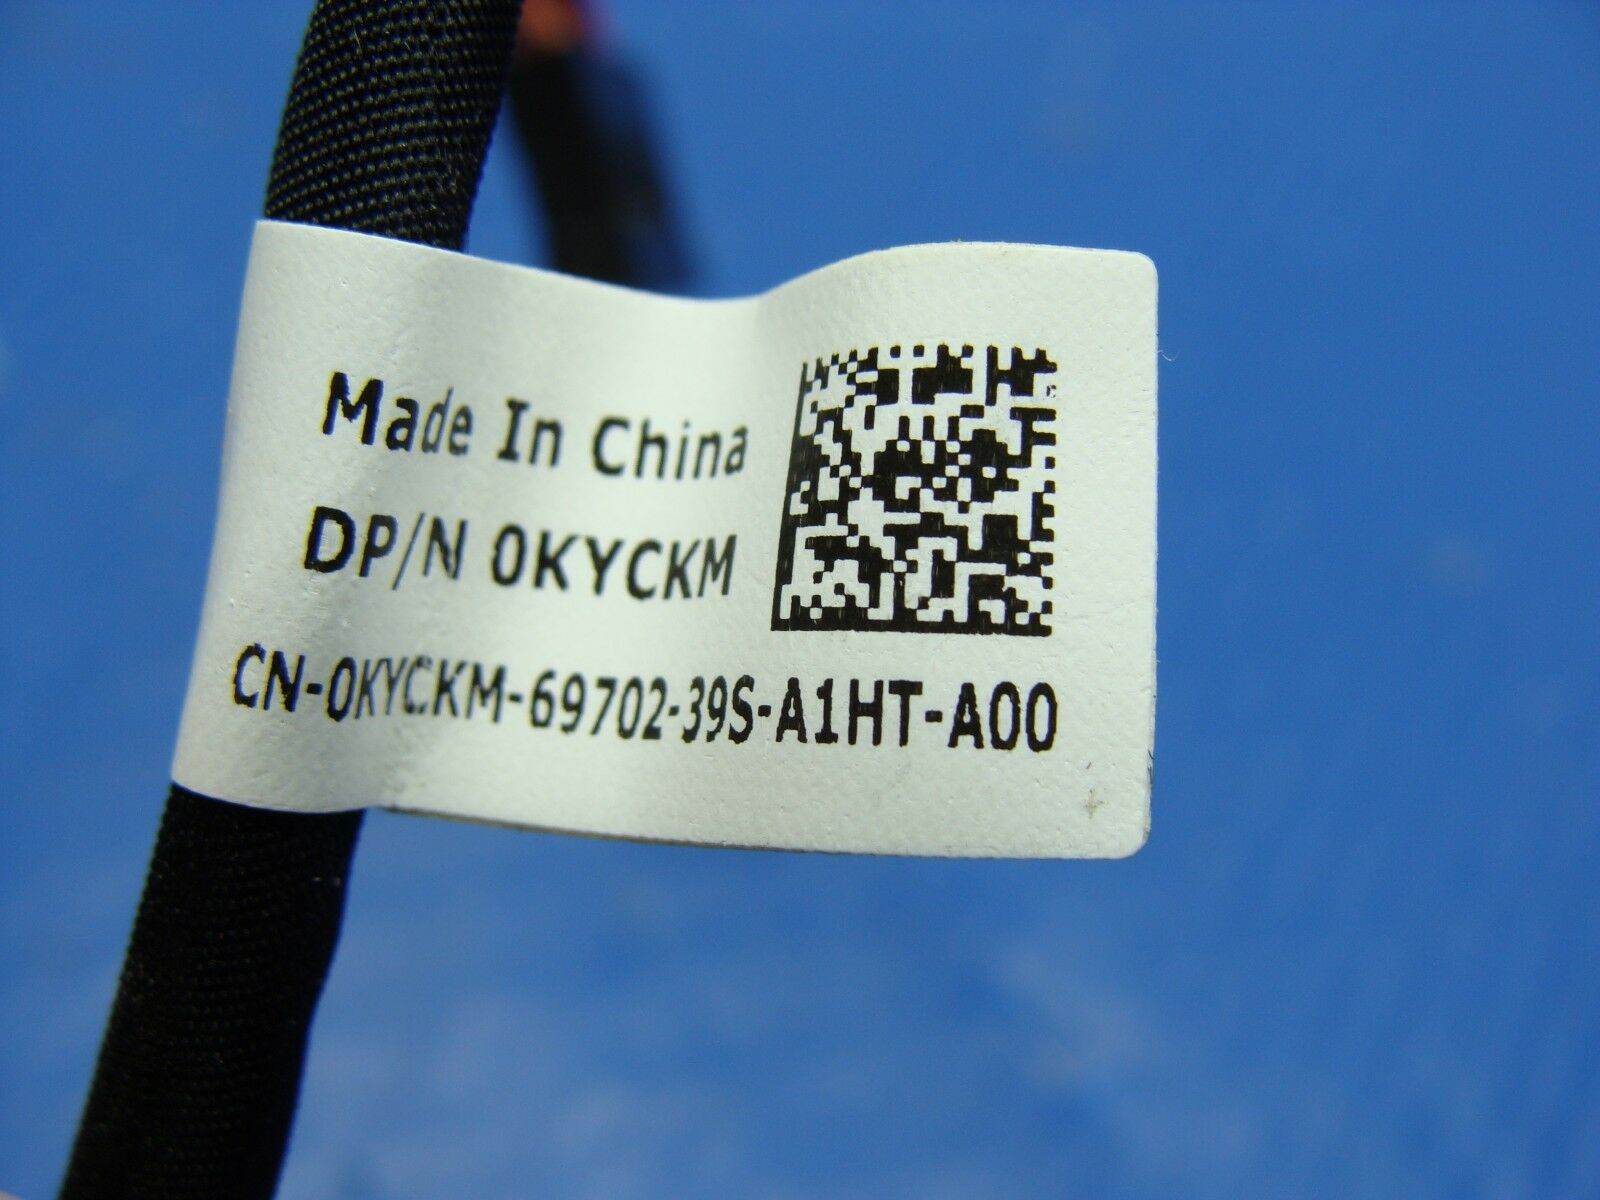 Made In China
DP/N 0KYCKM
CN-0KYCKM-69702-39S-A1HT-A00